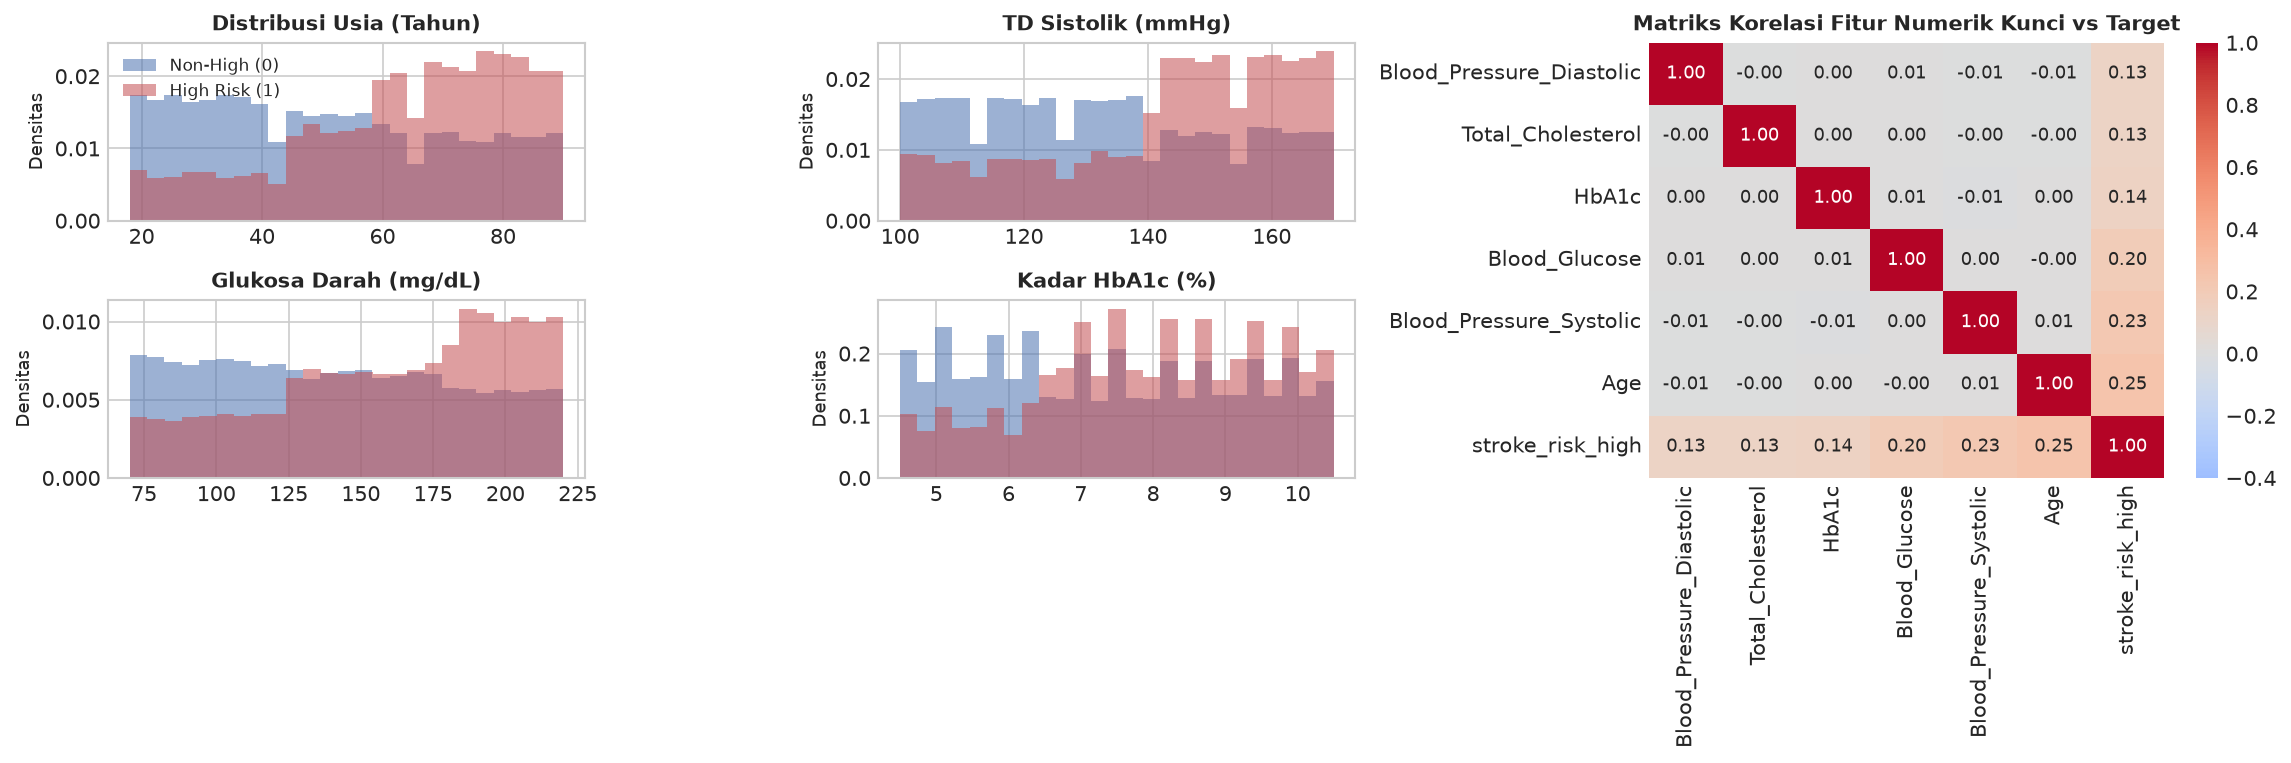 Distribusi Usia (Tahun)
Non-High (0)
High Risk (1)
Densitas
0.02
0.01
0.00
20 40 60 80
TD Sistolik (mmHg)
Densitas
0.02
0.01
0.00
100 120 140 160
Glukosa Darah (mg/dL)
Densitas
0.010
0.005
0.000
75 100 125 150 175 200 225
Kadar HbA1c (%)
Densitas
0.2
0.1
0.0
5 6 7 8 9 10
Matriks Korelasi Fitur Numerik Kunci vs Target
Blood_Pressure_Diastolic 1.00 -0.00 0.00 0.01 -0.01 -0.01 0.13
Total_Cholesterol -0.00 1.00 0.00 0.00 -0.00 -0.00 0.13
HbA1c 0.00 0.00 1.00 0.01 -0.01 0.00 0.14
Blood_Glucose 0.01 0.00 0.01 1.00 0.00 -0.00 0.20
Blood_Pressure_Systolic -0.01 -0.00 -0.01 0.00 1.00 0.01 0.23
Age -0.01 -0.00 0.00 -0.00 0.01 1.00 0.25
stroke_risk_high 0.13 0.13 0.14 0.20 0.23 0.25 1.00
Blood_Pressure_Diastolic
Total_Cholesterol
HbA1c
Blood_Glucose
Blood_Pressure_Systolic
Age
stroke_risk_high
1.0
0.8
0.6
0.4
0.2
0.0
−0.2
−0.4